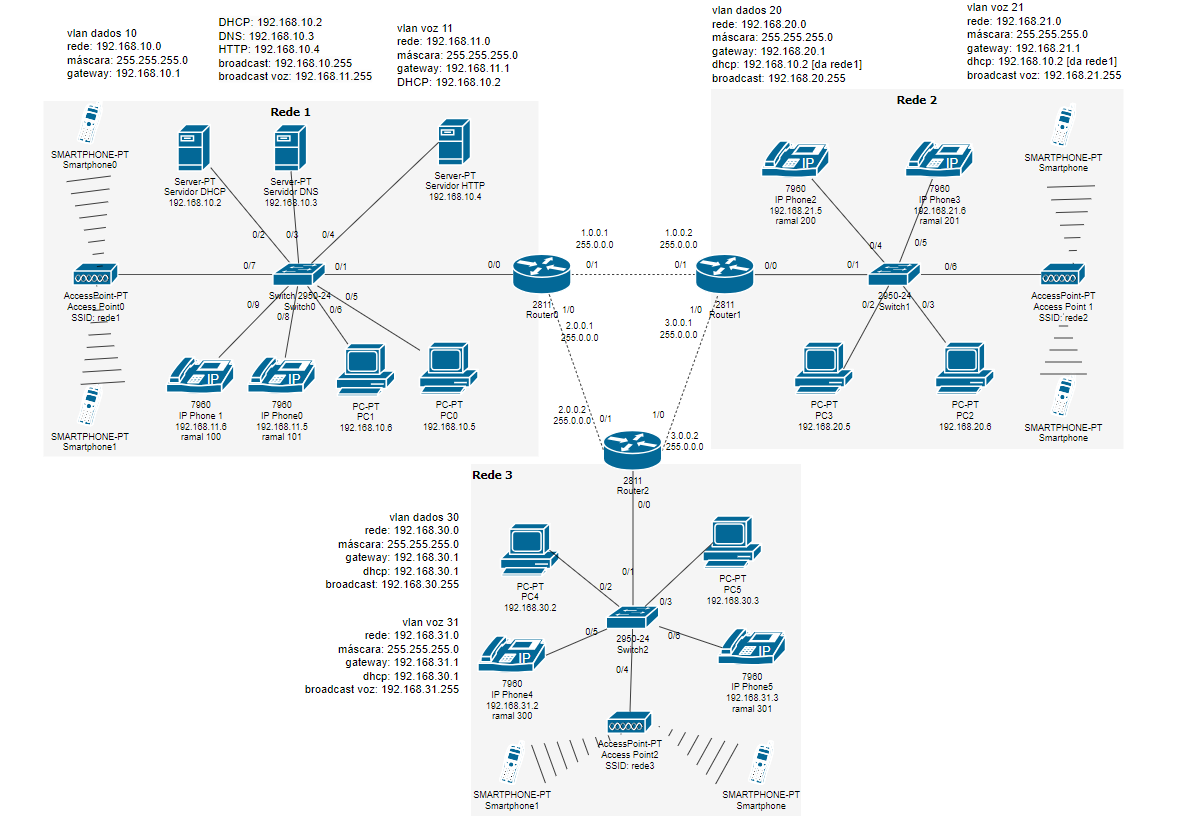 vlan dados 10
rede: 192.168.10.0
máscara: 255.255.255.0
gateway: 192.168.10.1
DHCP: 192.168.10.2
DNS: 192.168.10.3
HTTP: 192.168.10.4
broadcast: 192.168.10.255
broadcast voz: 192.168.11.255
vlan voz 11
rede: 192.168.11.0
máscara: 255.255.255.0
gateway: 192.168.11.1
DHCP: 192.168.10.2
vlan dados 20
rede: 192.168.20.0
máscara: 255.255.255.0
gateway: 192.168.20.1
dhcp: 192.168.10.2 [da rede1]
broadcast: 192.168.20.255
vlan voz 21
rede: 192.168.21.0
máscara: 255.255.255.0
gateway: 192.168.21.1
dhcp: 192.168.10.2 [da rede1]
broadcast voz: 192.168.21.255
Rede 1
SMARTPHONE-PT
Smartphone0
Server-PT
Servidor DHCP
192.168.10.2
Server-PT
Servidor DNS
192.168.10.3
Server-PT
Servidor HTTP
192.168.10.4
0/2
0/3
0/4
0/7
0/1
0/0
AccessPoint-PT
Access Point0
SSID: rede1
Switch 2950-24
Switch0
0/9
0/8
0/6
0/5
IP
7960
IP Phone 1
192.168.11.6
ramal 100
IP
7960
IP Phone0
192.168.11.5
ramal 101
PC-PT
PC1
192.168.10.6
PC-PT
PC0
192.168.10.5
SMARTPHONE-PT
Smartphone1
2811
Router0
1.0.0.1
255.0.0.0
0/1
1.0.0.2
255.0.0.0
0/1
1/0
2.0.0.1
255.0.0.0
1/0
3.0.0.1
255.0.0.0
2811
Router1
0/0
2.0.0.2
255.0.0.0
0/1
1/0
3.0.0.2
255.0.0.0
Rede 2
IP
7960
IP Phone2
192.168.21.5
ramal 200
IP
7960
IP Phone3
192.168.21.6
ramal 201
SMARTPHONE-PT
Smartphone
0/4
0/5
0/1
0/6
2950-24
Switch1
0/2
0/3
AccessPoint-PT
Access Point 1
SSID: rede2
PC-PT
PC3
192.168.20.5
PC-PT
PC2
192.168.20.6
SMARTPHONE-PT
Smartphone
Rede 3
2811
Router2
0/0
vlan dados 30
rede: 192.168.30.0
máscara: 255.255.255.0
gateway: 192.168.30.1
dhcp: 192.168.30.1
broadcast: 192.168.30.255
vlan voz 31
rede: 192.168.31.0
máscara: 255.255.255.0
gateway: 192.168.31.1
dhcp: 192.168.30.1
broadcast voz: 192.168.31.255
PC-PT
PC4
192.168.30.2
PC-PT
PC5
192.168.30.3
0/1
0/2
0/3
0/5
0/6
2950-24
Switch2
0/4
IP
7960
IP Phone4
192.168.31.2
ramal 300
IP
7960
IP Phone5
192.168.31.3
ramal 301
AccessPoint-PT
Access Point2
SSID: rede3
SMARTPHONE-PT
Smartphone1
SMARTPHONE-PT
Smartphone